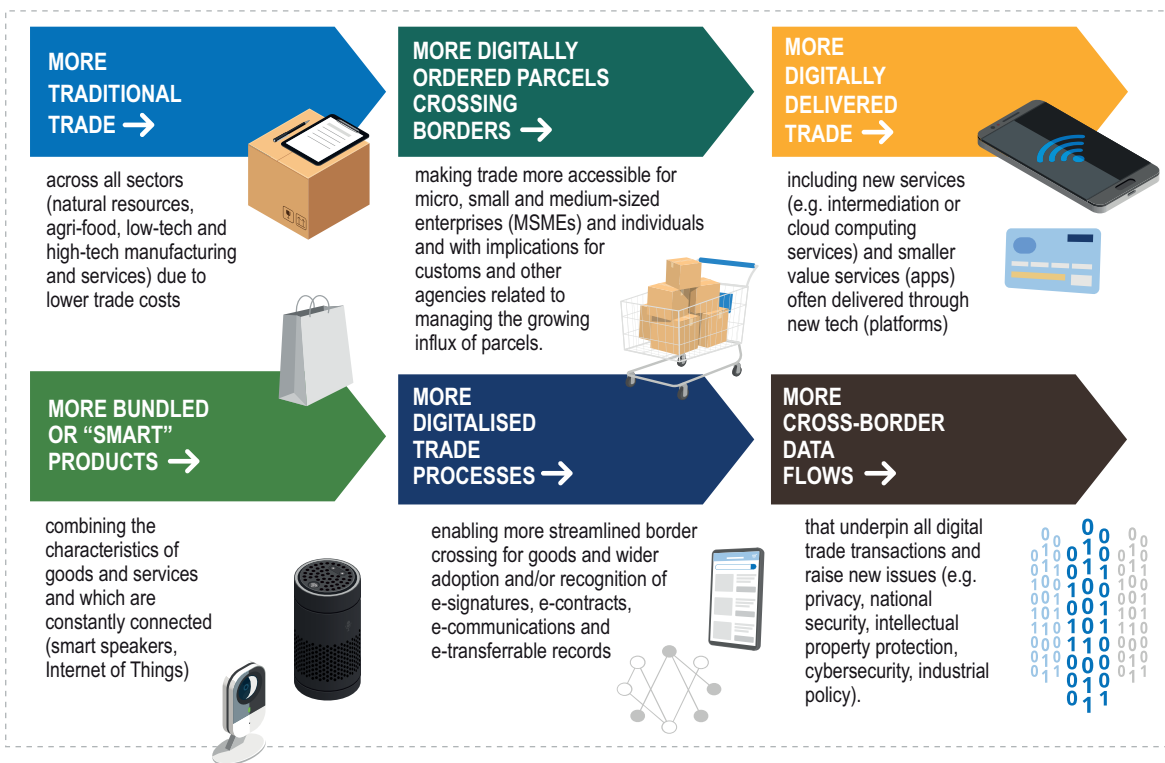 MORE
TRADITIONAL
TRADE →
across all sectors
(natural resources,
agri-food, low-tech and
high-tech manufacturing
and services) due to
lower trade costs
MORE DIGITALLY
ORDERED PARCELS
CROSSING
BORDERS →
making trade more accessible for
micro, small and medium-sized
enterprises (MSMEs) and individuals
and with implications for
customs and other
agencies related to
managing the growing
influx of parcels.
MORE
DIGITALLY
DELIVERED
TRADE →
including new services
(e.g. intermediation or
cloud computing
services) and smaller
value services (apps)
often delivered through
new tech (platforms)
MORE BUNDLED
OR “SMART”
PRODUCTS →
combining the
characteristics of
goods and services
and which are
constantly connected
(smart speakers,
Internet of Things)
MORE
DIGITALISED
TRADE
PROCESSES →
enabling more streamlined border
crossing for goods and wider
adoption and/or recognition of
e-signatures, e-contracts,
e-communications and
e-transferrable records
MORE
CROSS-BORDER
DATA
FLOWS →
that underpin all digital
trade transactions and
raise new issues (e.g.
privacy, national
security, intellectual
property protection,
cybersecurity, industrial
policy).